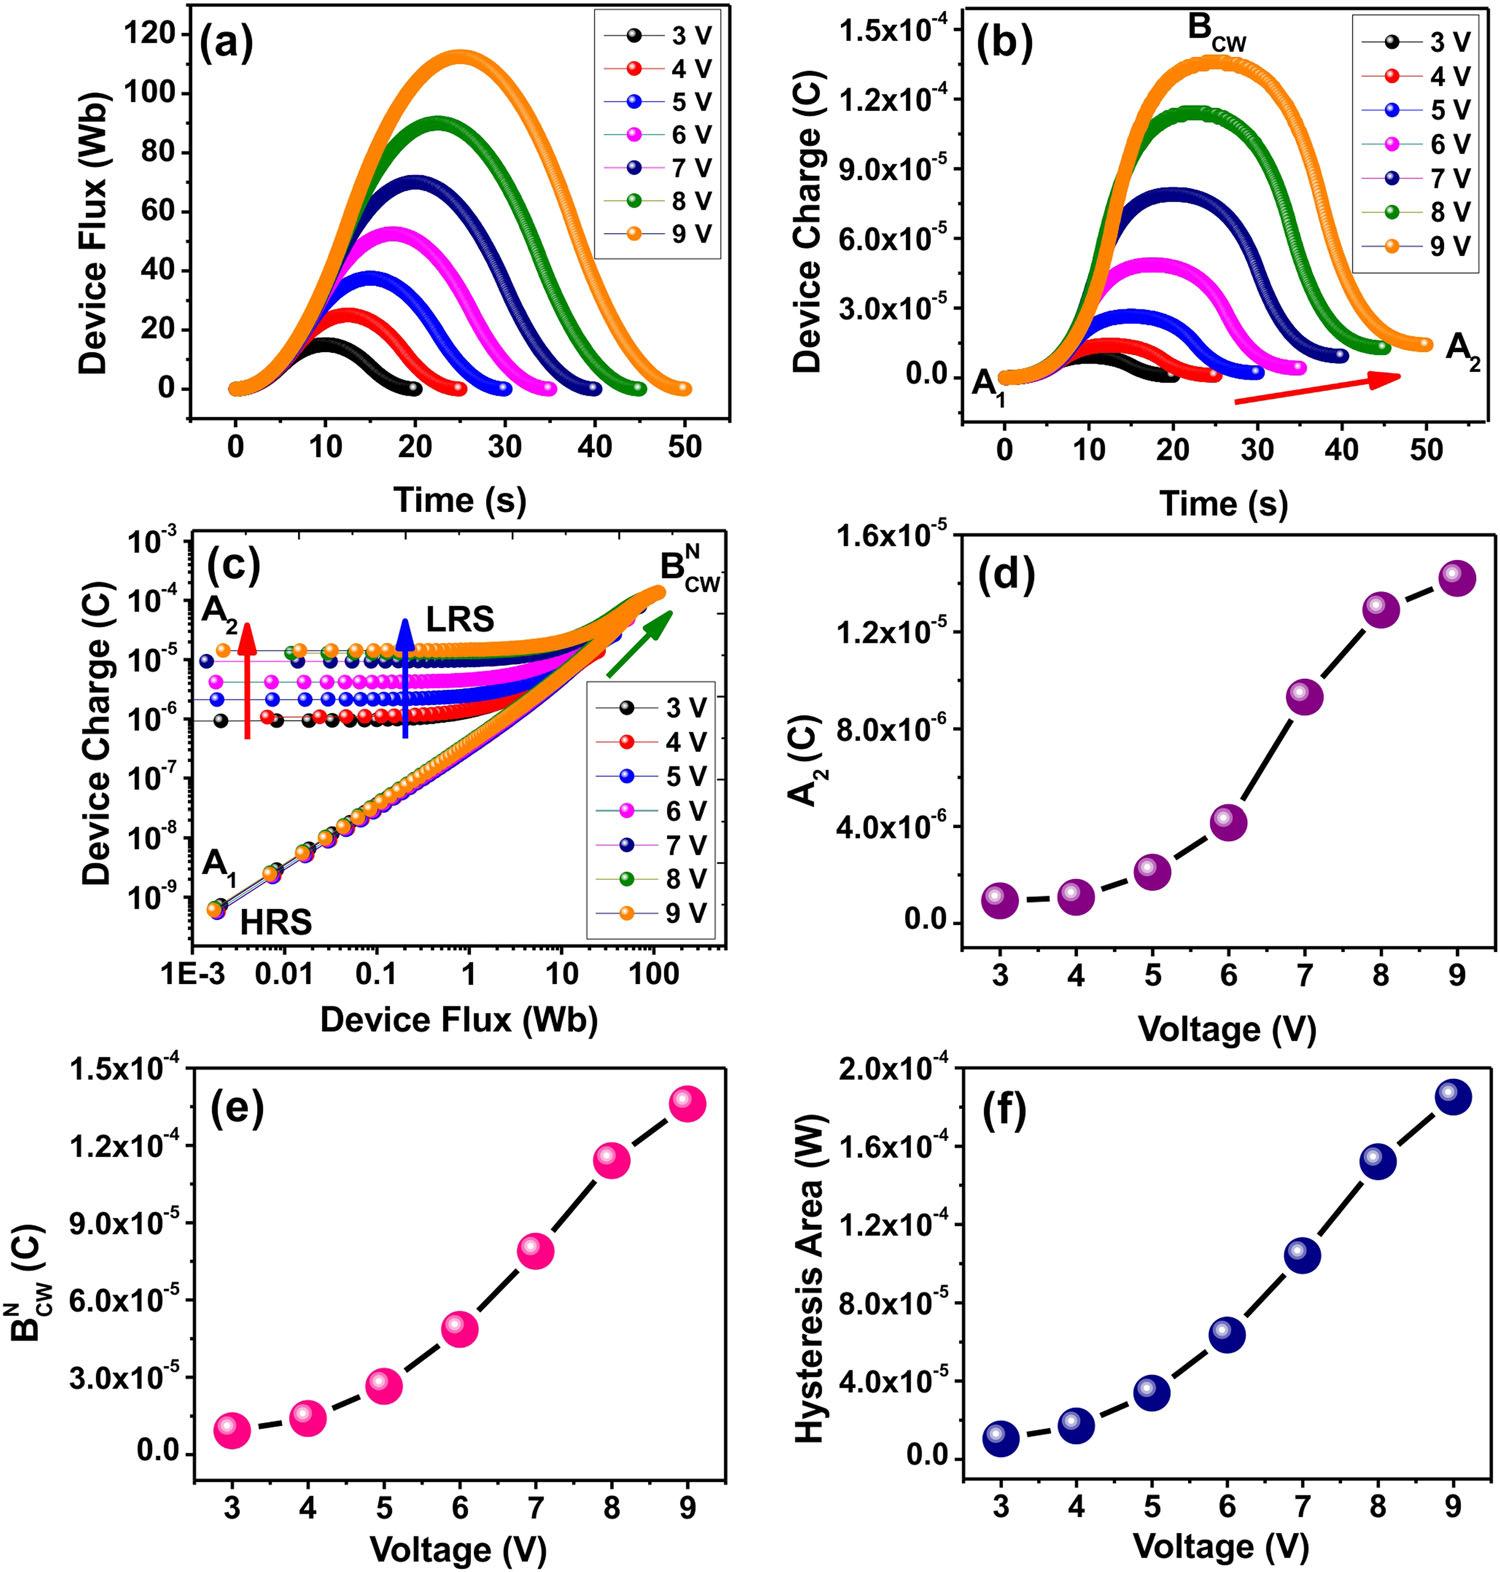 (a)
Device Flux (Wb)
120
100
80
60
40
20
0
0 10 20 30 40 50
Time (s)
3 V
4 V
5 V
6 V
7 V
8 V
9 V
(b)
B_CW
Device Charge (C)
1.5x10^-4
1.2x10^-4
9.0x10^-5
6.0x10^-5
3.0x10^-5
0.0
A_1
A_2
0 10 20 30 40 50
Time (s)
3 V
4 V
5 V
6 V
7 V
8 V
9 V
(c)
B^N_CW
A_2
LRS
A_1
HRS
Device Charge (C)
10^-3
10^-4
10^-5
10^-6
10^-7
10^-8
10^-9
1E-3 0.01 0.1 1 10 100
Device Flux (Wb)
3 V
4 V
5 V
6 V
7 V
8 V
9 V
(d)
A_2 (C)
1.6x10^-5
1.2x10^-5
8.0x10^-6
4.0x10^-6
0.0
3 4 5 6 7 8 9
Voltage (V)
(e)
B^N_CW (C)
1.5x10^-4
1.2x10^-4
9.0x10^-5
6.0x10^-5
3.0x10^-5
0.0
3 4 5 6 7 8 9
Voltage (V)
(f)
Hysteresis Area (W)
2.0x10^-4
1.6x10^-4
1.2x10^-4
8.0x10^-5
4.0x10^-5
0.0
3 4 5 6 7 8 9
Voltage (V)